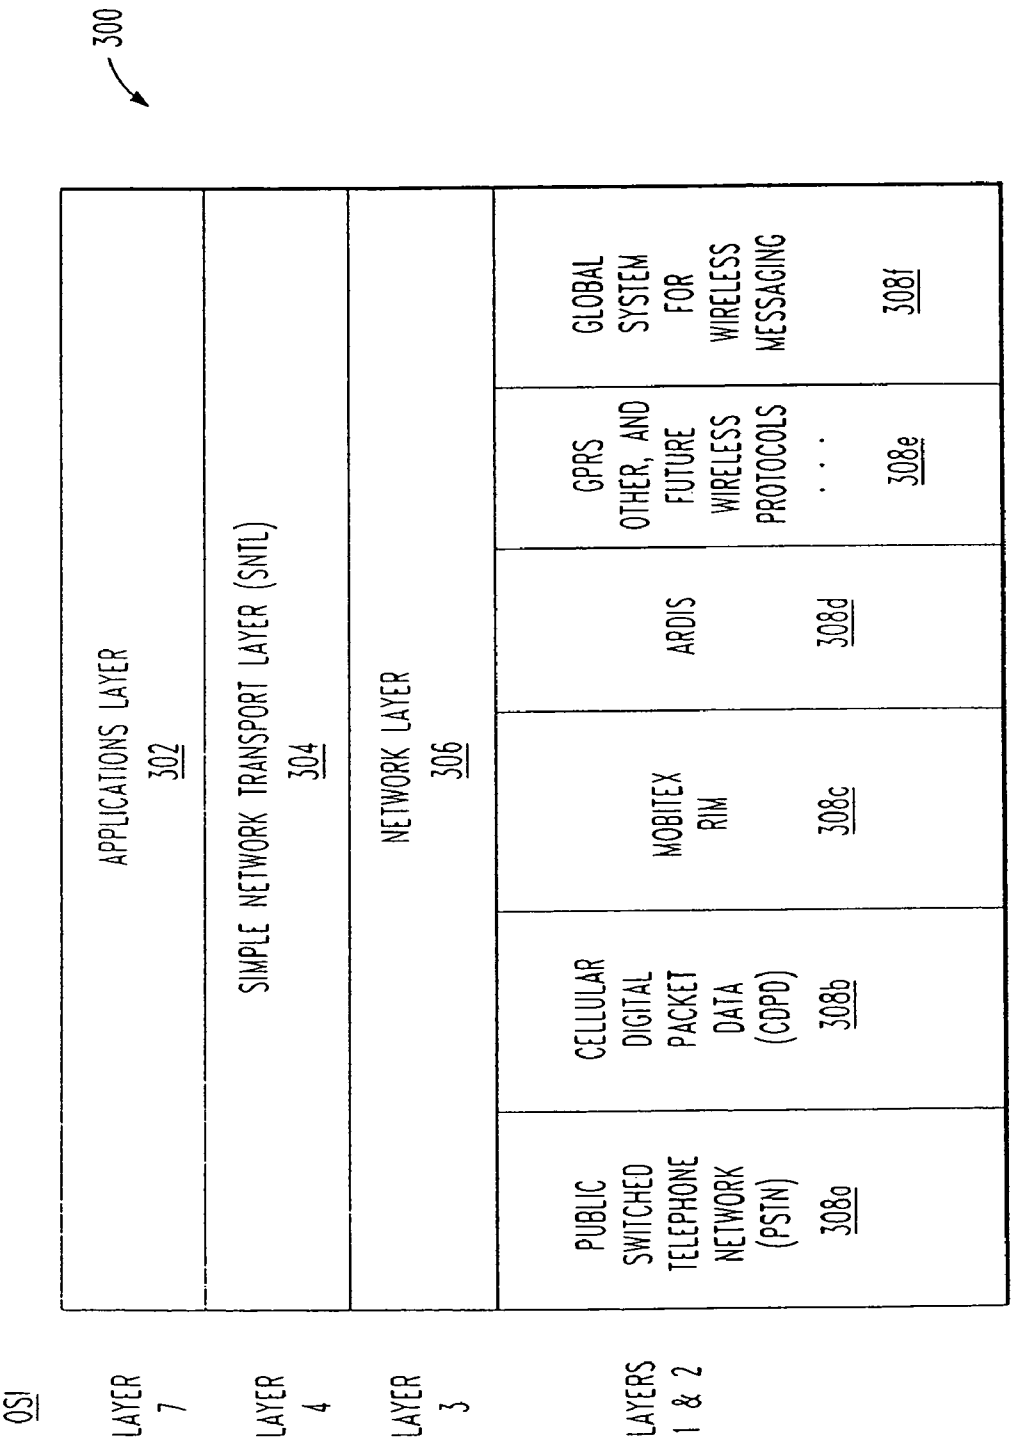 300
OSI
LAYER
7
APPLICATIONS LAYER
302
LAYER
4
SIMPLE NETWORK TRANSPORT LAYER (SNTL)
304
LAYER
3
NETWORK LAYER
306
LAYERS
1 & 2
PUBLIC
SWITCHED
TELEPHONE
NETWORK
(PSTN)
308a
CELLULAR
DIGITAL
PACKET
DATA
(CDPD)
308b
MOBITEX
RIM
308c
ARDIS
308d
GPRS
OTHER, AND
FUTURE
WIRELESS
PROTOCOLS
. . .
308e
GLOBAL
SYSTEM
FOR
WIRELESS
MESSAGING
308f